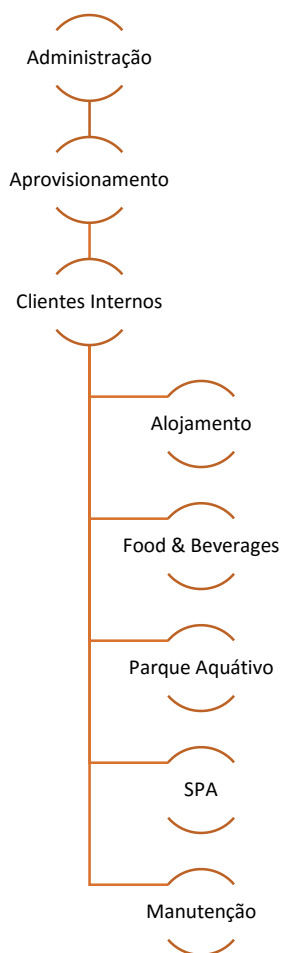 Administração
Aprovisionamento
Clientes Internos
Alojamento
Food & Beverages
Parque Aquátivo
SPA
Manutenção